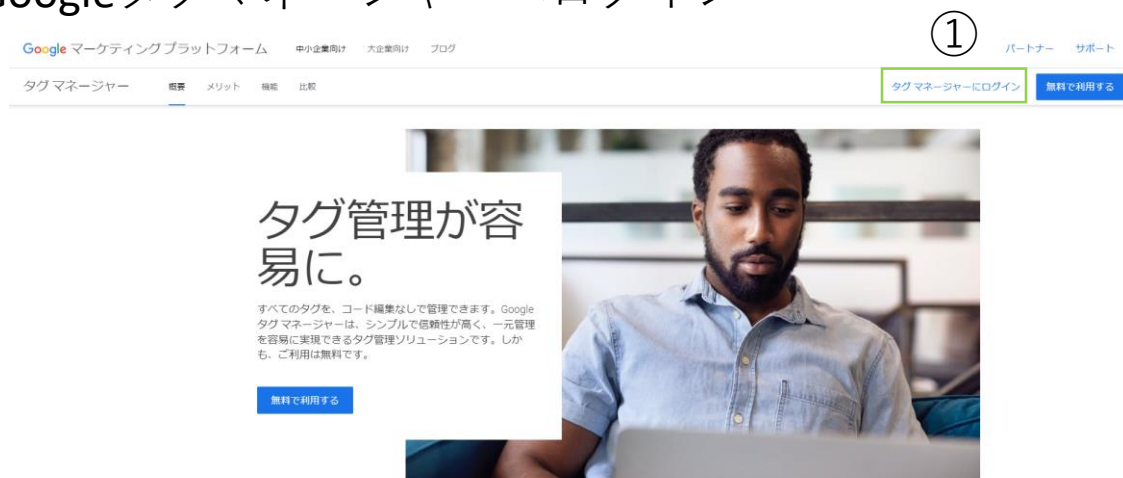 Googleタグマネージャーへログイン
①
Google マーケティングプラットフォーム 中小企業向け 大企業向け ブログ パートナー サポート
タグ マネージャー 概要 メリット 機能 比較 タグ マネージャーにログイン 無料で利用する
タグ管理が容
易に。
すべてのタグを、コード編集なしで管理できます。Google
タグ マネージャーは、シンプルで信頼性が高く、一元管理
を容易に実現できるタグ管理ソリューションです。しか
も、ご利用は無料です。
無料で利用する